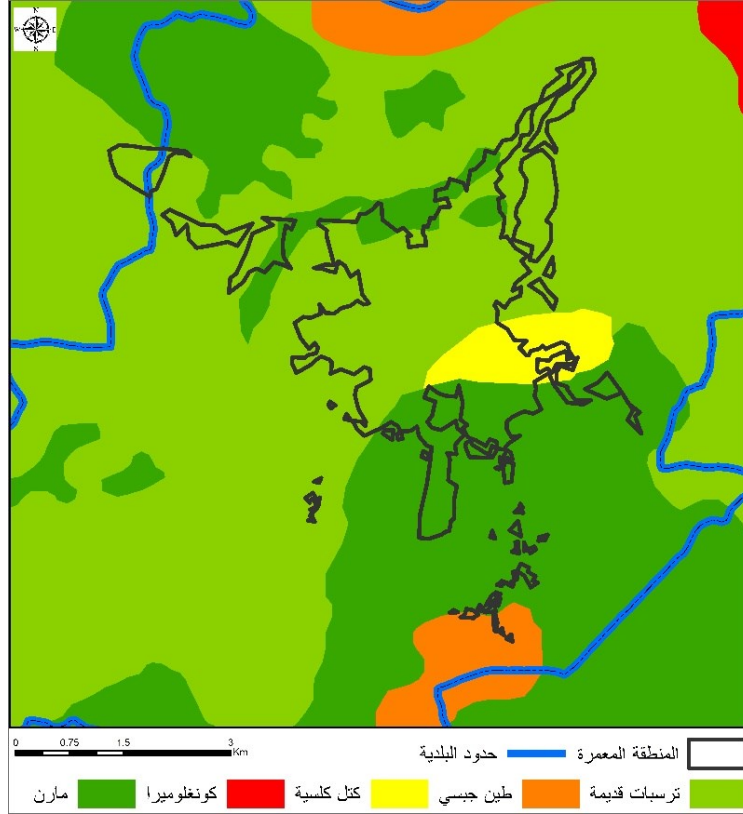 N
W E
S
0 0.75 1.5 3
Km
المنطقة المعمرة
حدود البلدية
ترسبات قديمة
طين جبسي
كتل كلسية
كونغلوميرا
مارن